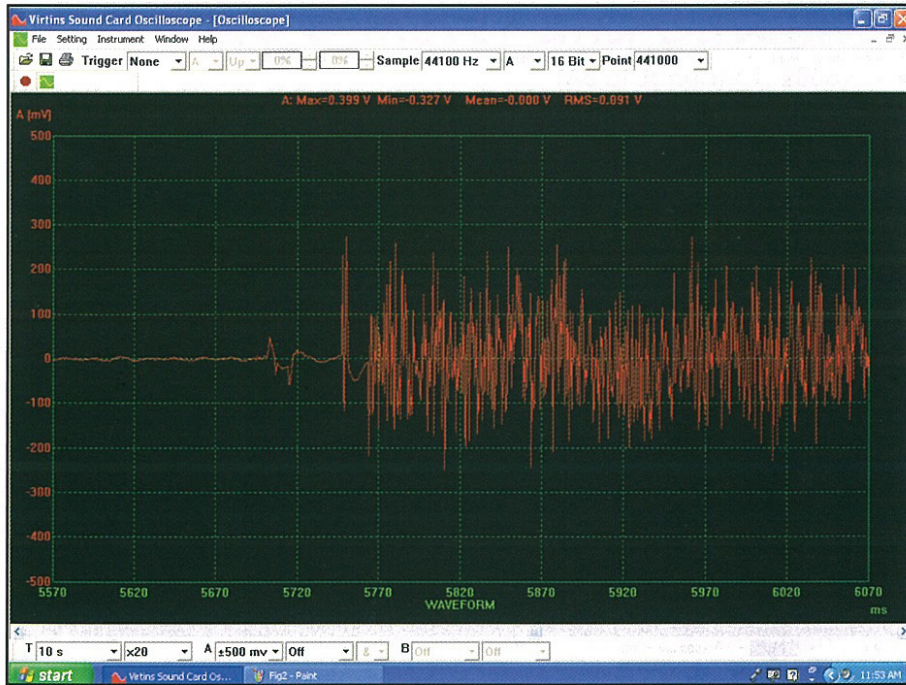 Virtins Sound Card Oscilloscope - [Oscilloscope]
File Setting Instrument Window Help
Trigger None A Up 0% 0% Sample 44100 Hz A 16 Bit Point 441000
A: Max=0.399 V Min=-0.327 V Mean=-0.000 V RMS=0.091 V
A [mV]
500
400
300
200
100
0
-100
-200
-300
-400
-500
5570 5620 5670 5720 5770 5820 5870 5920 5970 6020 6070
WAVEFORM
ms
T 10 s x20 A ±500 mv Off & B Off Off
start Virtins Sound Card Os... Fig2 - Paint 11:53 AM